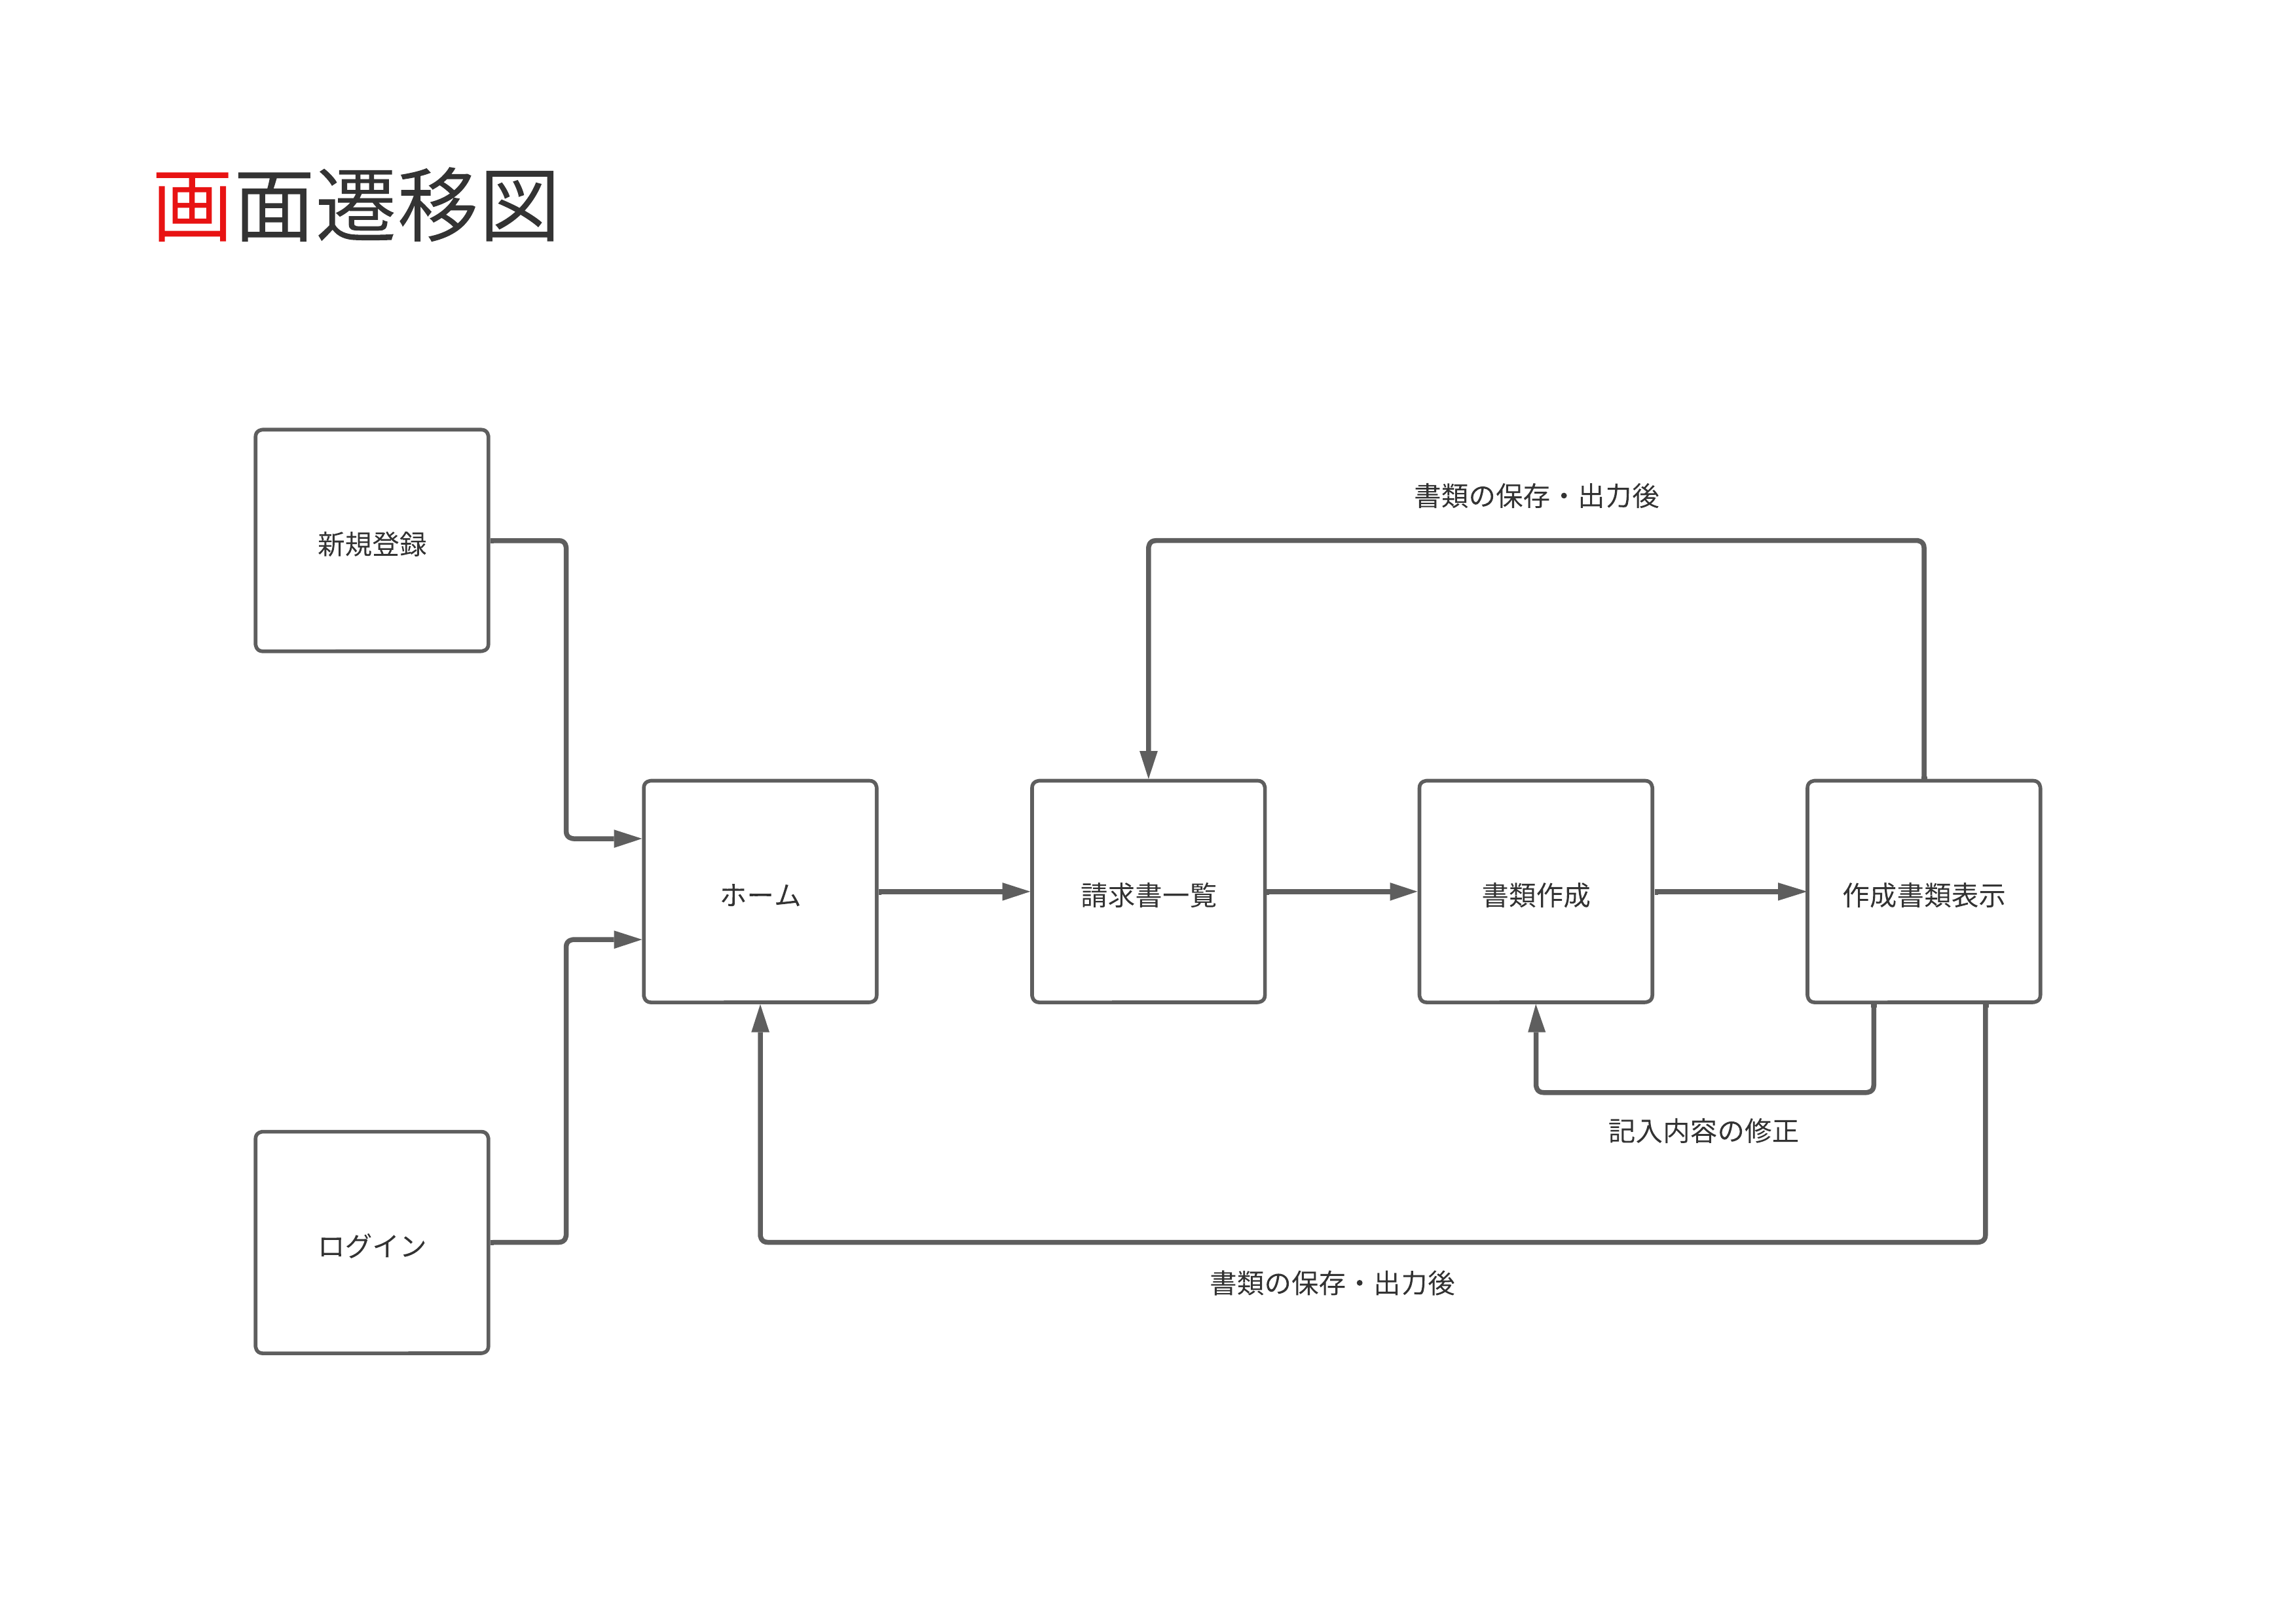 画面遷移図
新規登録
書類の保存・出力後
ホーム
請求書一覧
書類作成
作成書類表示
記入内容の修正
ログイン
書類の保存・出力後